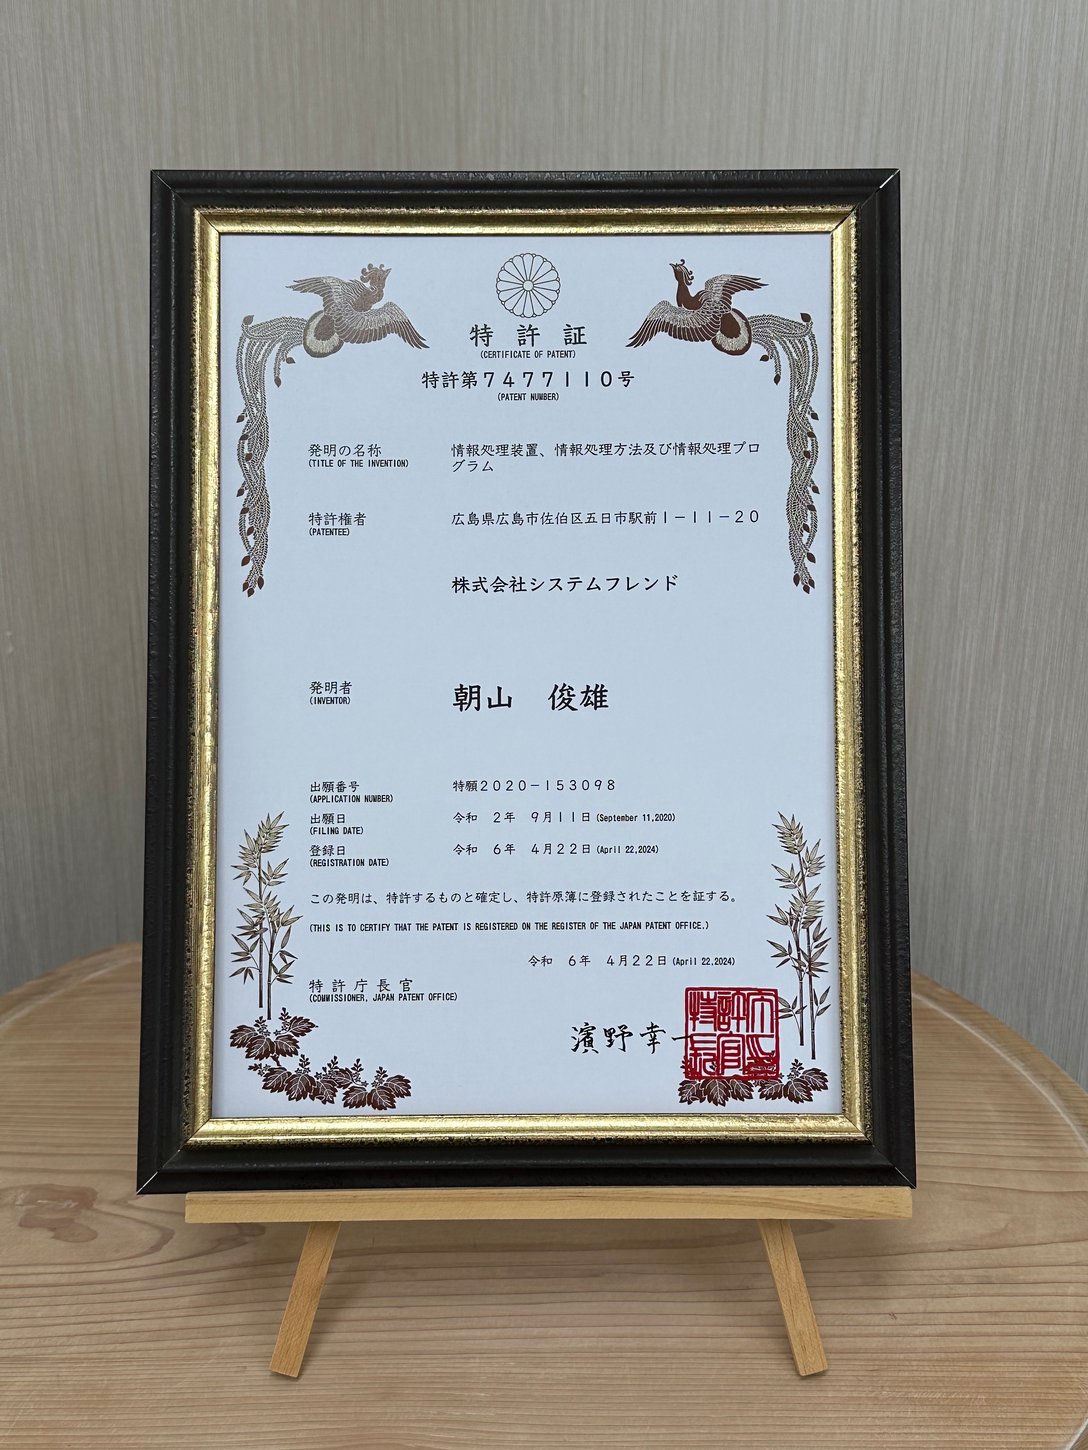 特許証
(CERTIFICATE OF PATENT)
特許第7477110号
(PATENT NUMBER)
発明の名称
(TITLE OF THE INVENTION)
情報処理装置、情報処理方法及び情報処理プロ
グラム
特許権者
(PATENTEE)
広島県広島市佐伯区五日市駅前1-11-20
株式会社システムフレンド
発明者
(INVENTOR)
朝山 俊雄
出願番号
(APPLICATION NUMBER)
特願2020-153098
出願日
(FILING DATE)
令和 2年 9月11日(September 11,2020)
登録日
(REGISTRATION DATE)
令和 6年 4月22日(April 22,2024)
この発明は、特許するものと確定し、特許原簿に登録されたことを証する。
(THIS IS TO CERTIFY THAT THE PATENT IS REGISTERED ON THE REGISTER OF THE JAPAN PATENT OFFICE.)
令和 6年 4月22日(April 22,2024)
特許庁長官
(COMMISSIONER, JAPAN PATENT OFFICE)
濱野幸一
特許庁長官之印